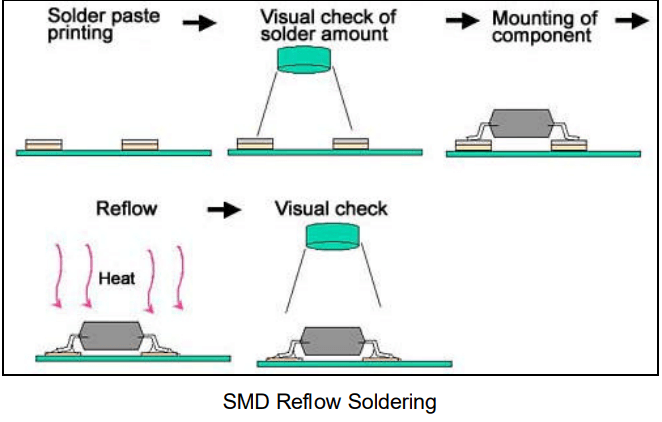 Solder paste
printing
Visual check of
solder amount
Mounting of
component
Reflow
Visual check
Heat
SMD Reflow Soldering